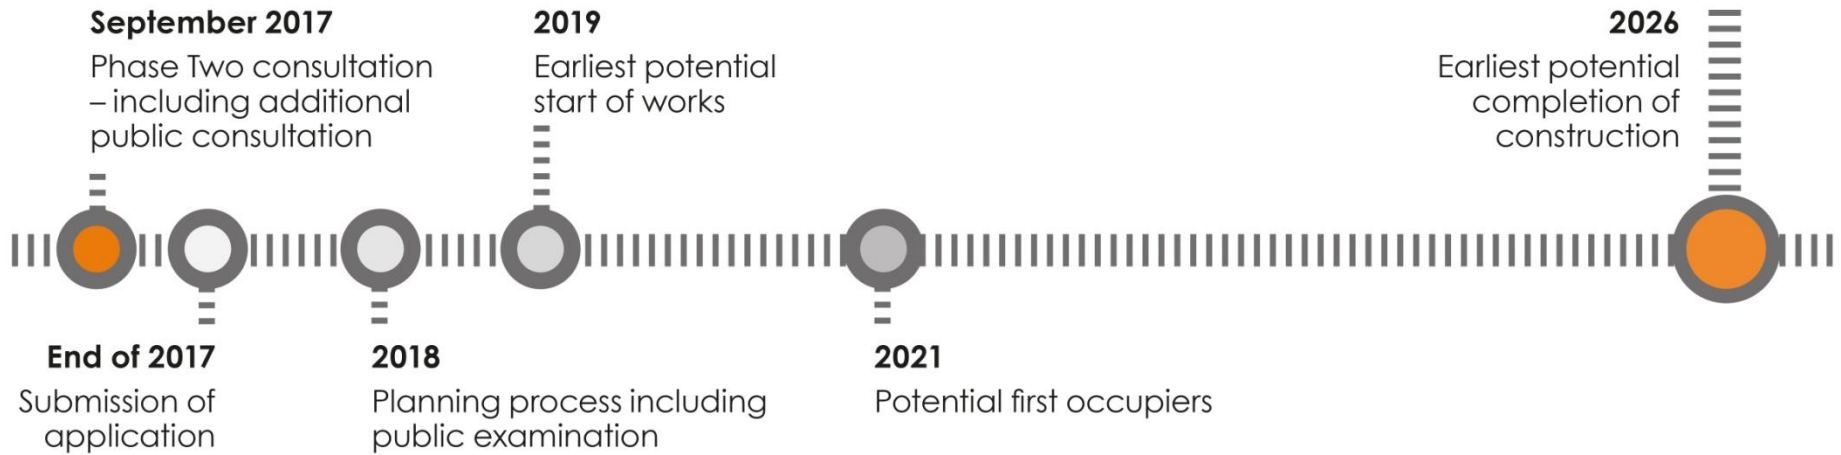 September 2017
Phase Two consultation
– including additional
public consultation
2019
Earliest potential
start of works
2026
Earliest potential
completion of
construction
End of 2017
Submission of
application
2018
Planning process including
public examination
2021
Potential first occupiers